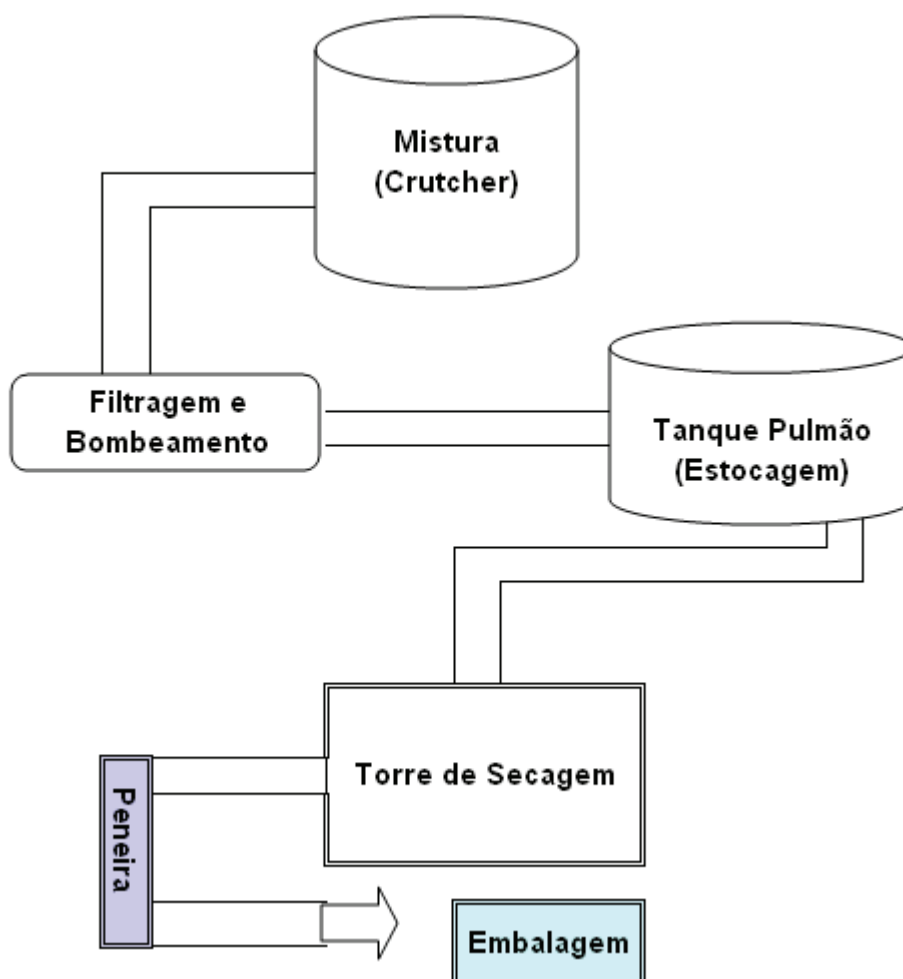 Mistura
(Crutcher)
Filtragem e
Bombeamento
Tanque Pulmão
(Estocagem)
Torre de Secagem
Peneira
Embalagem